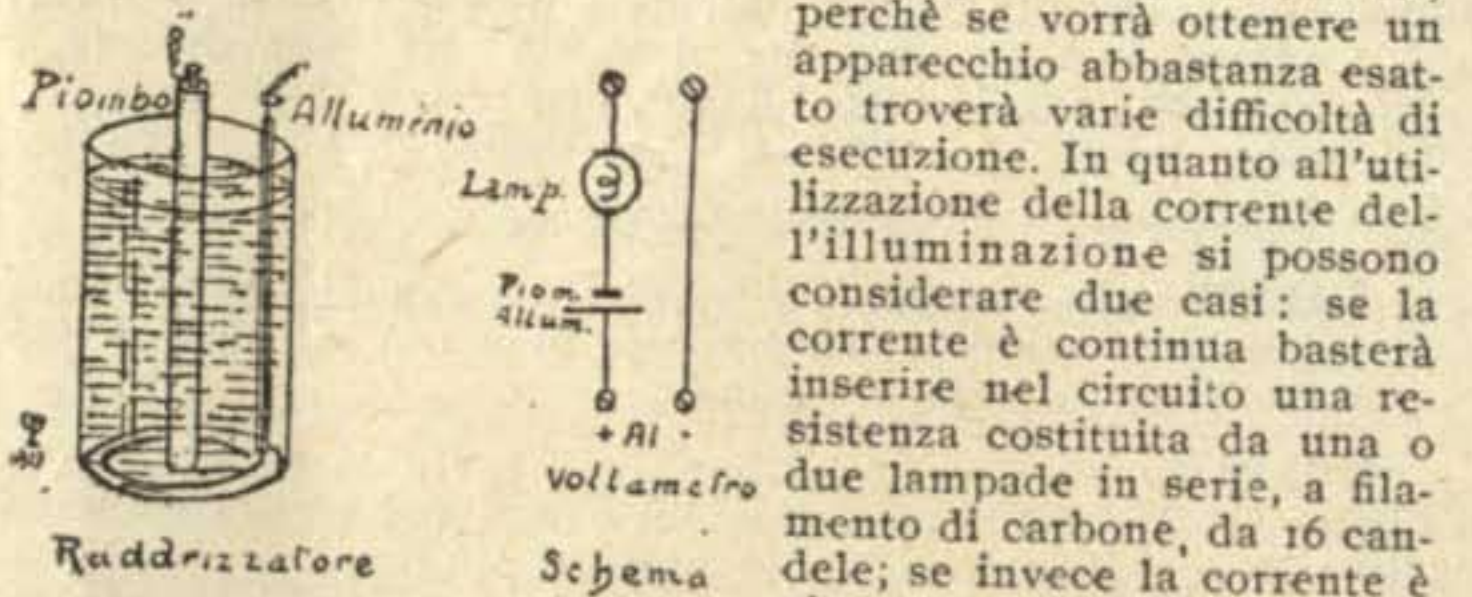 Piombo
Alluminio
Raddrizzatore
Lamp.
Piom.
Allum.
+ Al -
Voltametro
Schema
perchè se vorrà ottenere un
apparecchio abbastanza esat-
to troverà varie difficoltà di
esecuzione. In quanto all'uti-
lizzazione della corrente del-
l'illuminazione si possono
considerare due casi: se la
corrente è continua basterà
inserire nel circuito una re-
sistenza costituita da una o
due lampade in serie, a fila-
mento di carbone, da 16 can-
dele; se invece la corrente è